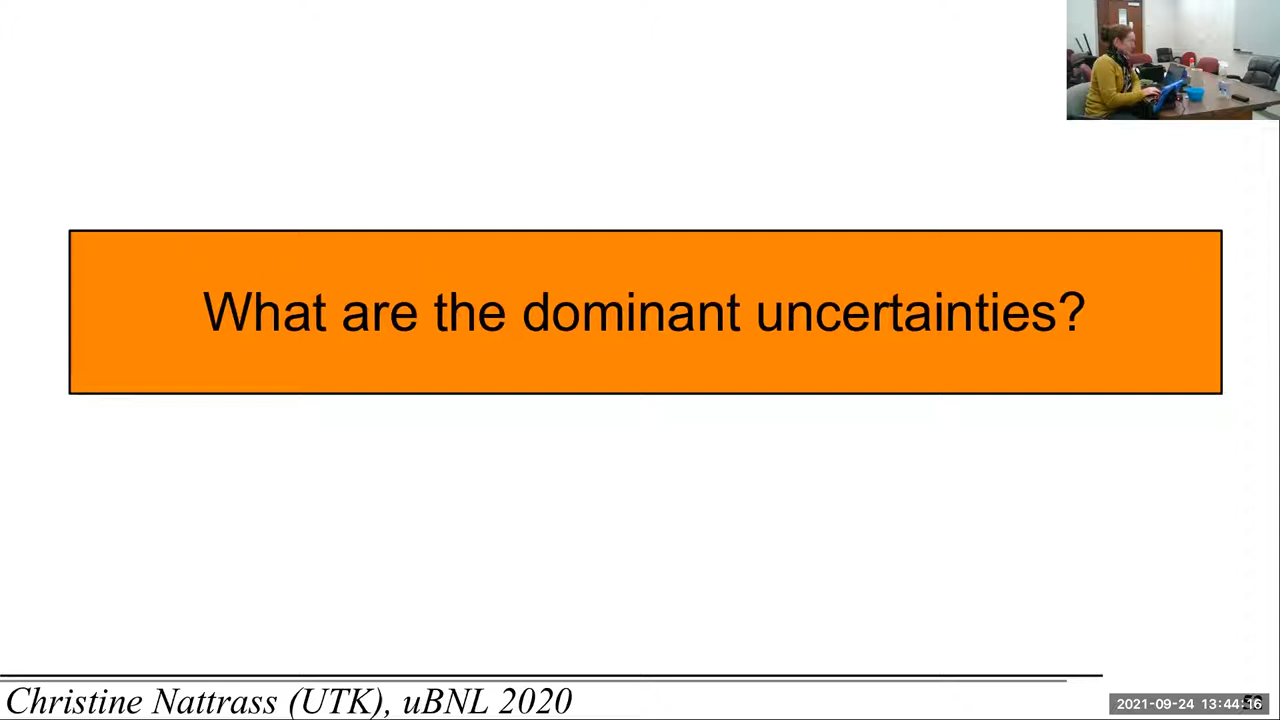 What are the dominant uncertainties?
Christine Nattrass (UTK), uBNL 2020
2021-09-24 13:44:16